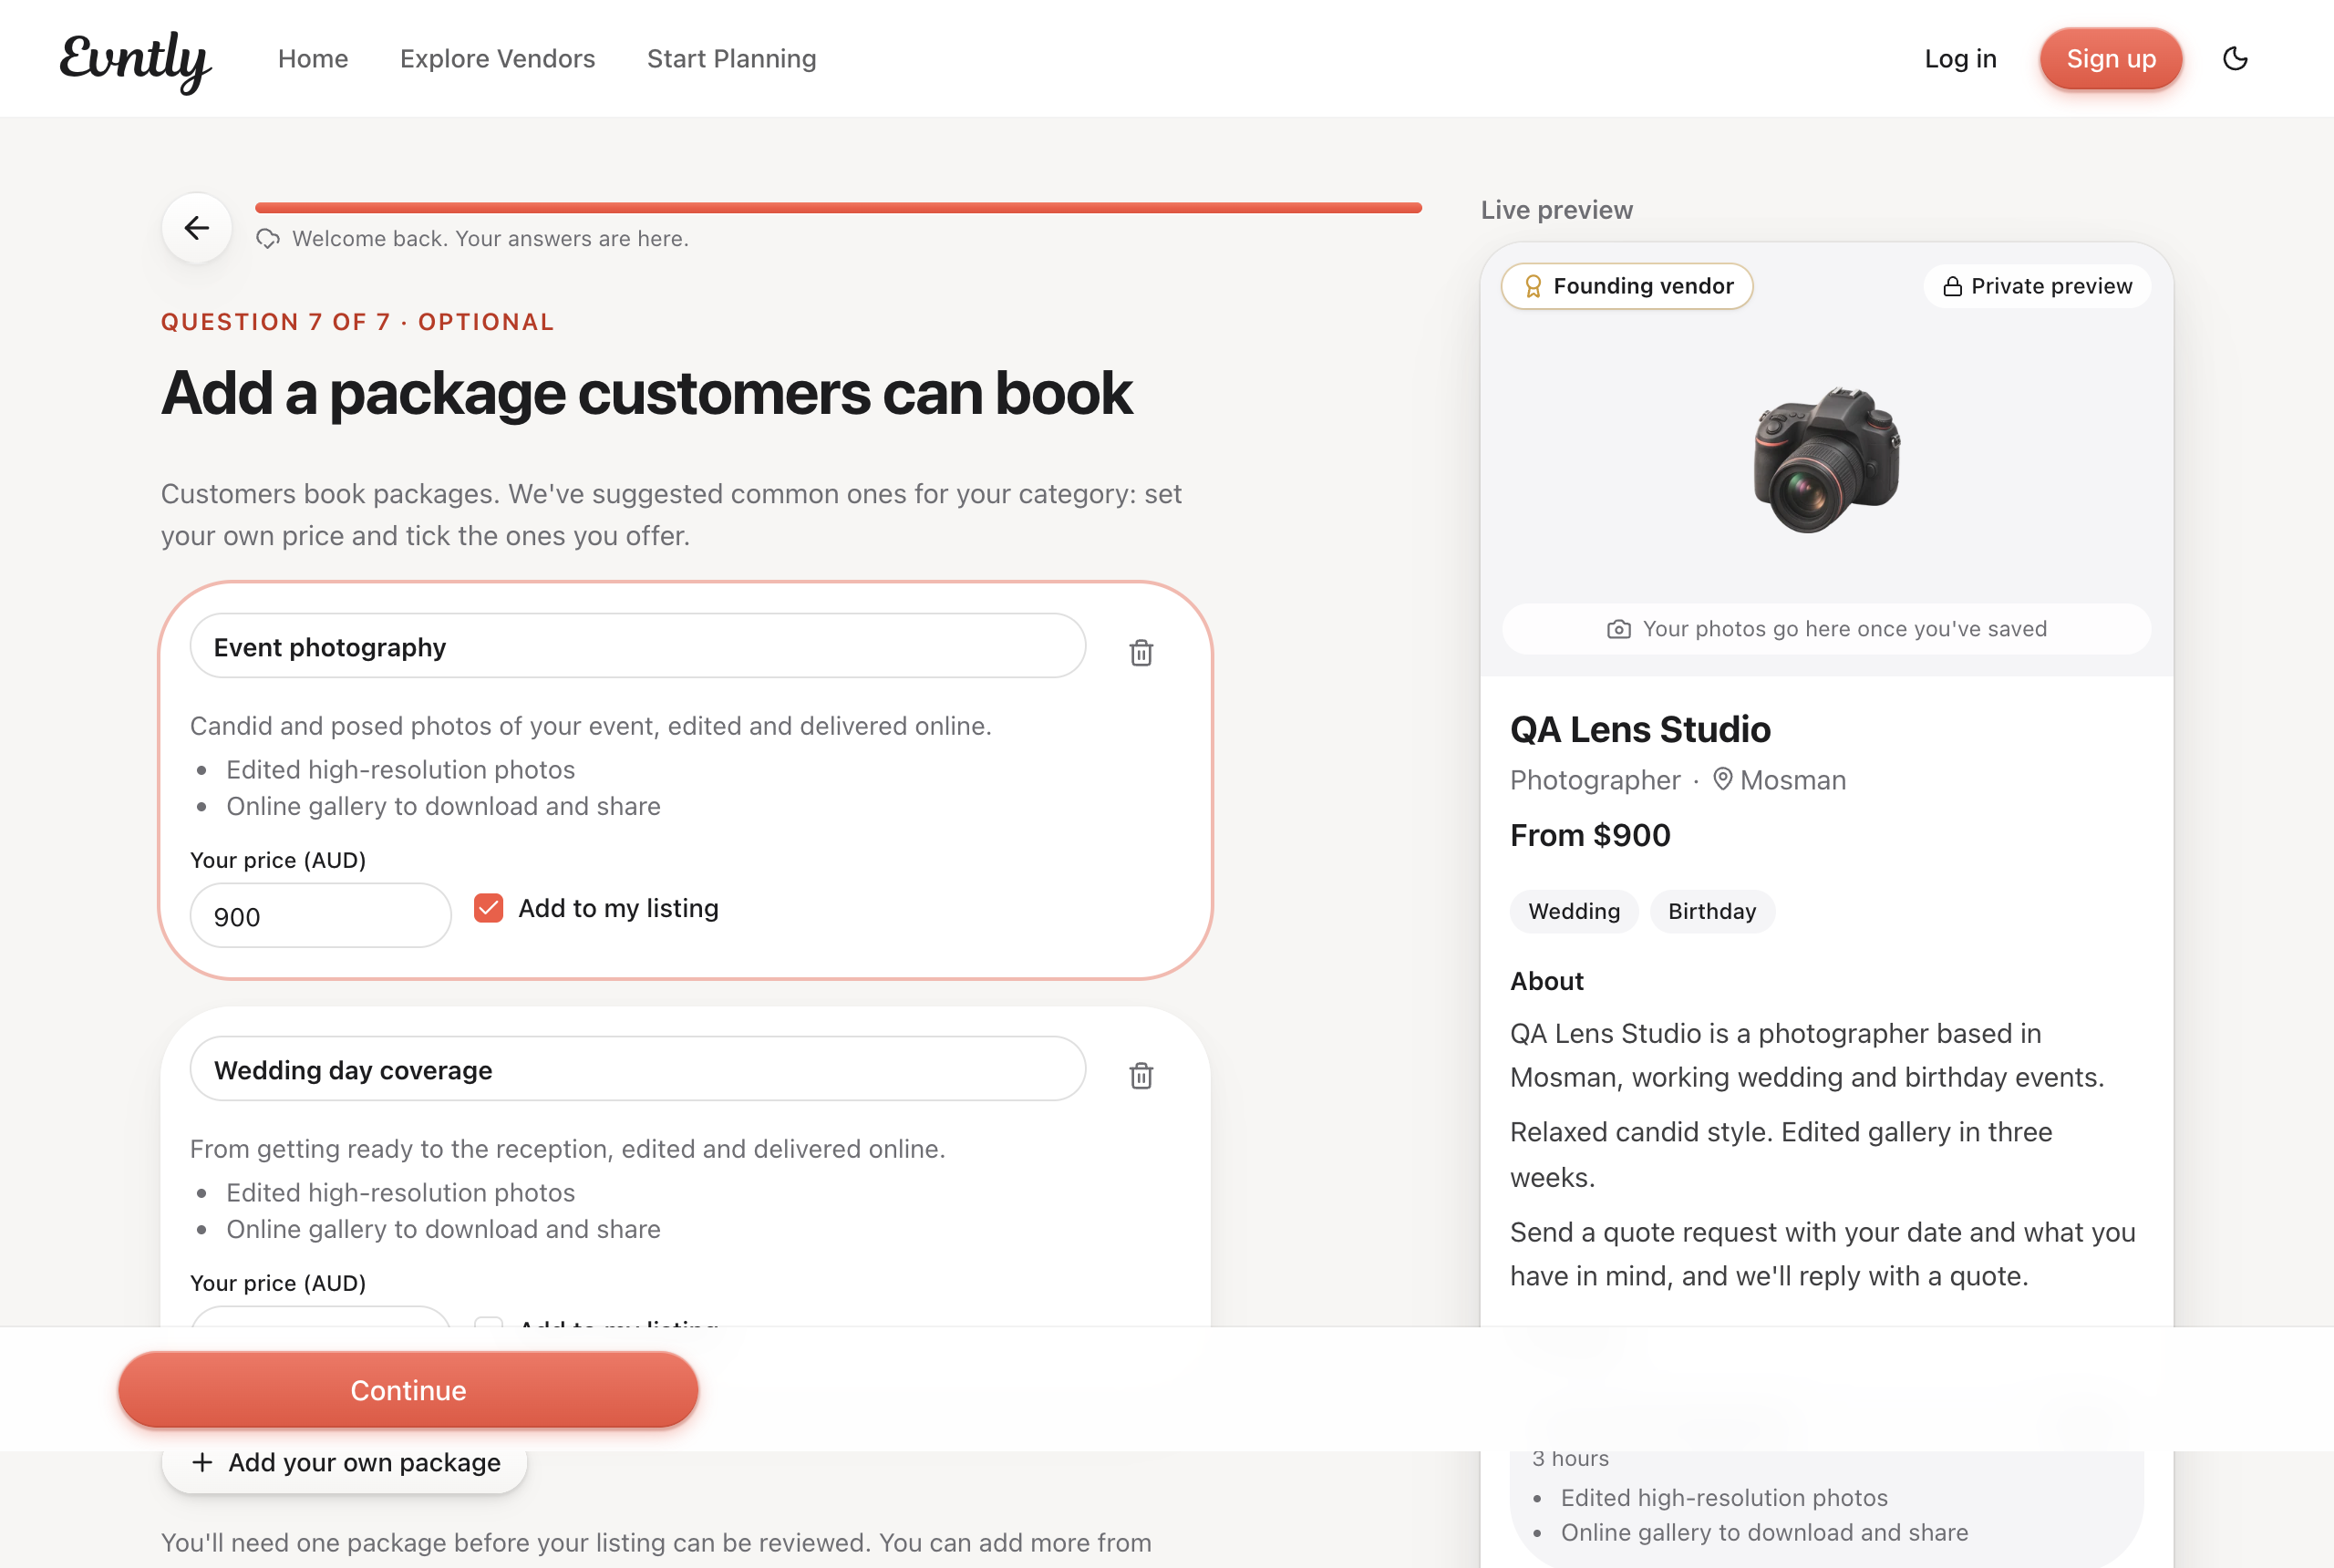 Evntly
Home
Explore Vendors
Start Planning
Log in
Sign up
Welcome back. Your answers are here.
QUESTION 7 OF 7 · OPTIONAL
Add a package customers can book
Customers book packages. We've suggested common ones for your category: set
your own price and tick the ones you offer.
Event photography
Candid and posed photos of your event, edited and delivered online.
• Edited high-resolution photos
• Online gallery to download and share
Your price (AUD)
900
Add to my listing
Wedding day coverage
From getting ready to the reception, edited and delivered online.
• Edited high-resolution photos
• Online gallery to download and share
Your price (AUD)
Add to my listing
Continue
+ Add your own package
You'll need one package before your listing can be reviewed. You can add more from
Live preview
Founding vendor
Private preview
Your photos go here once you've saved
QA Lens Studio
Photographer · Mosman
From $900
Wedding
Birthday
About
QA Lens Studio is a photographer based in
Mosman, working wedding and birthday events.
Relaxed candid style. Edited gallery in three
weeks.
Send a quote request with your date and what you
have in mind, and we'll reply with a quote.
3 hours
• Edited high-resolution photos
• Online gallery to download and share